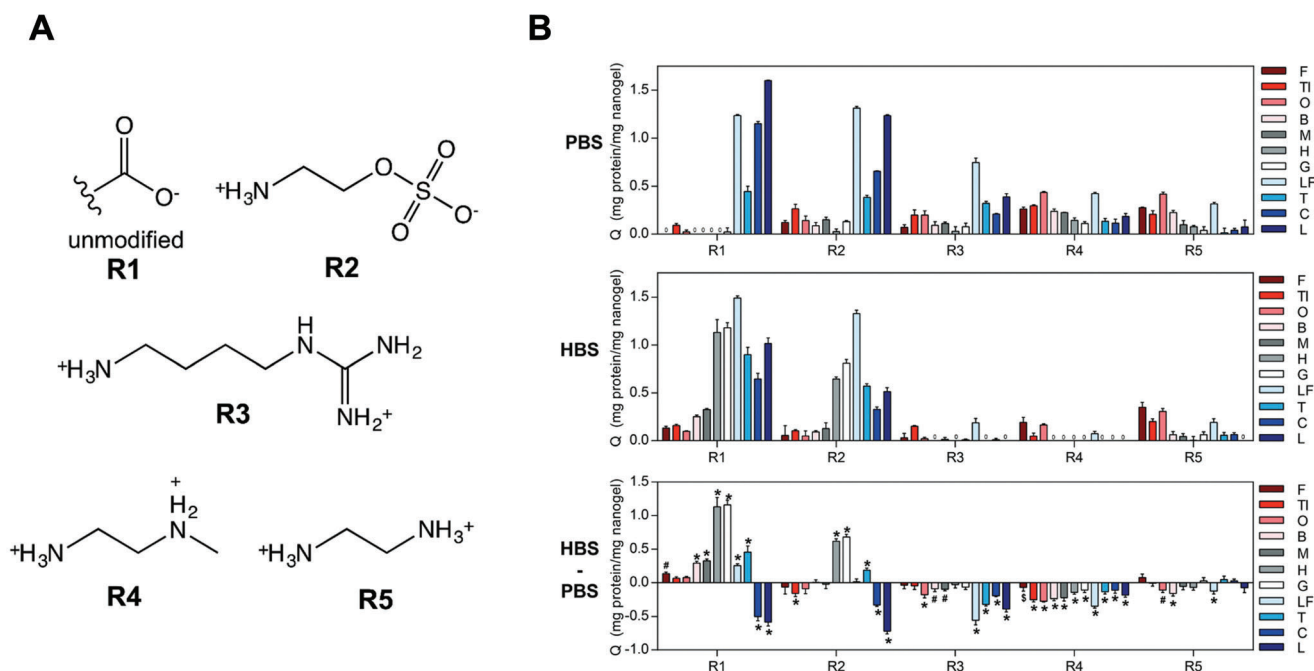 A
O
O-
unmodified
R1
+H3N
O
S
O
O
O-
R2
+H3N
H
N
NH2
NH2+
R3
+
H2
N
+H3N
R4
NH3+
+H3N
R5
B
PBS
Q (mg protein/mg nanogel)
1.5
1.0
0.5
0.0
o o o o o
R1 R2 R3 R4 R5
F
TI
O
B
M
H
G
LF
T
C
L
HBS
Q (mg protein/mg nanogel)
1.5
1.0
0.5
0.0
R1 R2 R3 R4 R5
F
TI
O
B
M
H
G
LF
T
C
L
HBS
-
PBS
Q (mg protein/mg nanogel)
1.5
1.0
0.5
0.0
-0.5
-1.0
R1 R2 R3 R4 R5
F
TI
O
B
M
H
G
LF
T
C
L